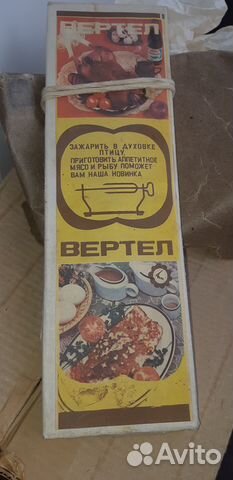 ВЕРТЕЛ
ЗАЖАРИТЬ В ДУХОВКЕ
ПТИЦУ,
ПРИГОТОВИТЬ АППЕТИТНОЕ
МЯСО И РЫБУ ПОМОЖЕТ
ВАМ НАША НОВИНКА
ВЕРТЕЛ
Avito